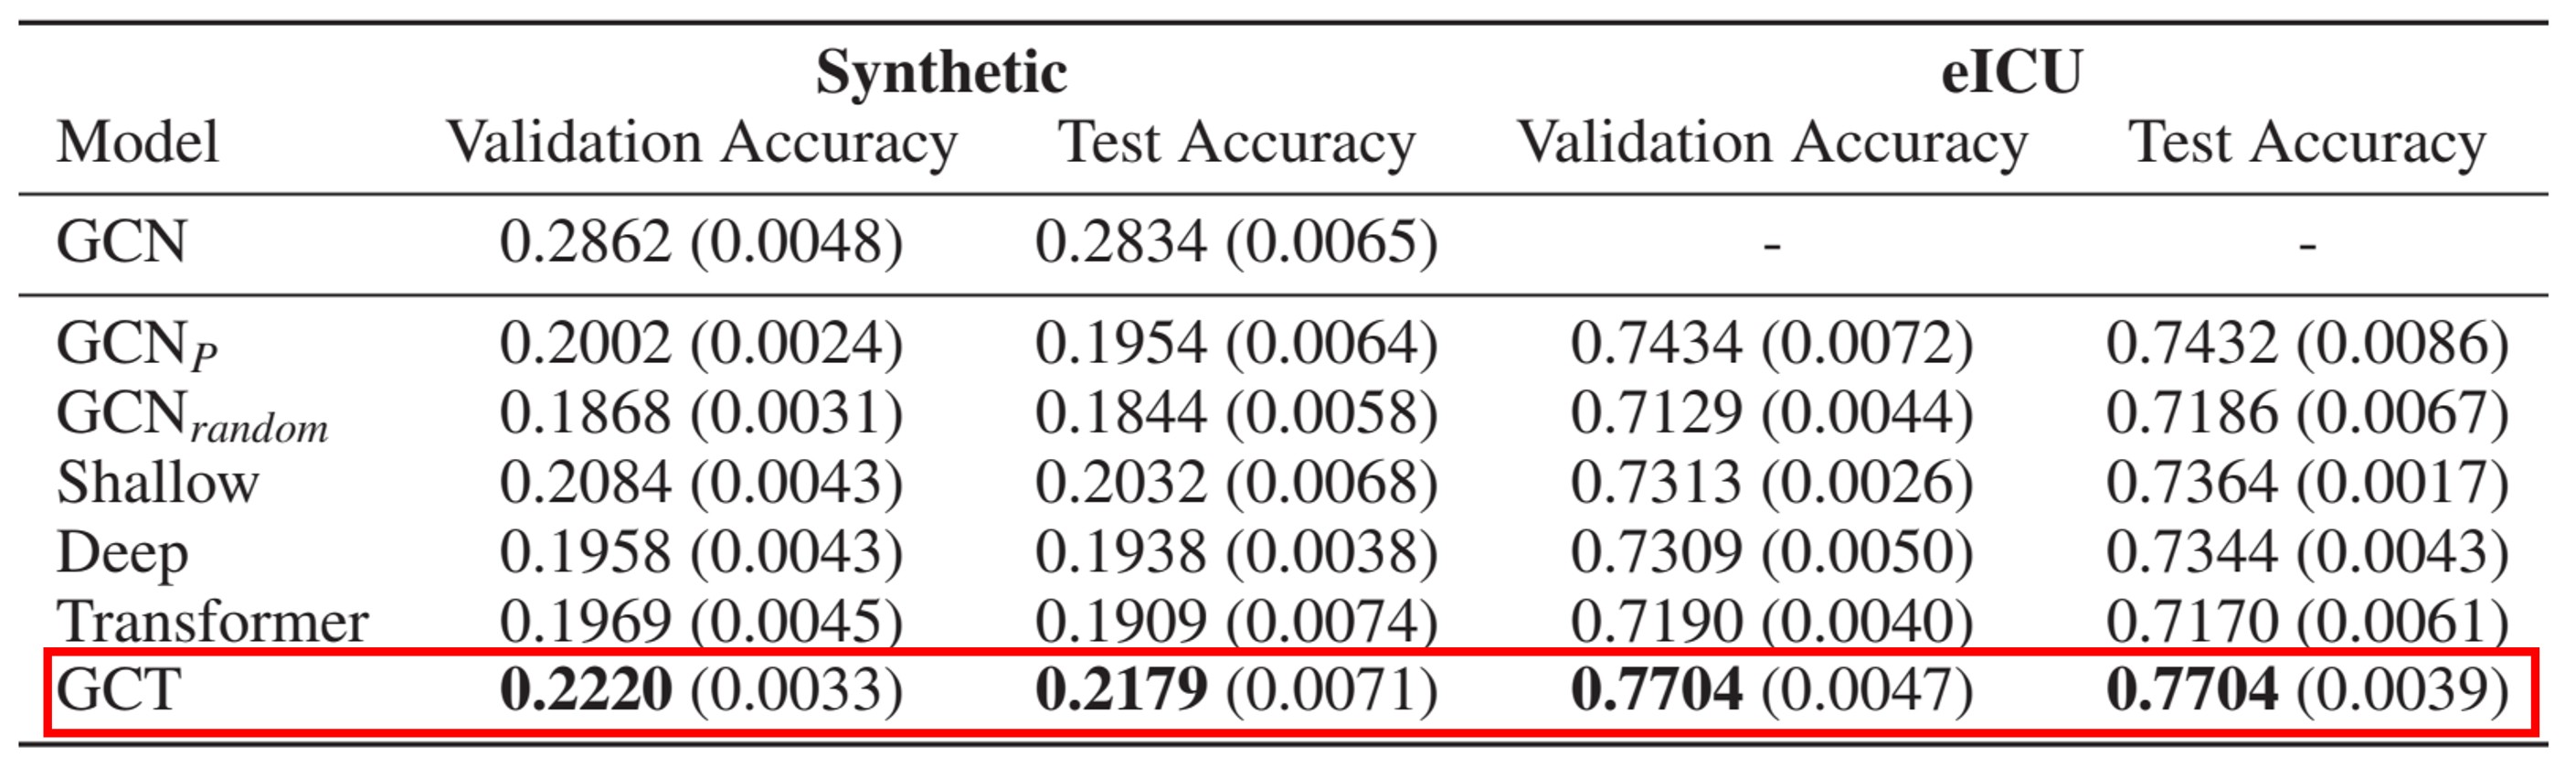 Synthetic eICU
Model Validation Accuracy Test Accuracy Validation Accuracy Test Accuracy
GCN 0.2862 (0.0048) 0.2834 (0.0065) - -
GCN_P 0.2002 (0.0024) 0.1954 (0.0064) 0.7434 (0.0072) 0.7432 (0.0086)
GCN_random 0.1868 (0.0031) 0.1844 (0.0058) 0.7129 (0.0044) 0.7186 (0.0067)
Shallow 0.2084 (0.0043) 0.2032 (0.0068) 0.7313 (0.0026) 0.7364 (0.0017)
Deep 0.1958 (0.0043) 0.1938 (0.0038) 0.7309 (0.0050) 0.7344 (0.0043)
Transformer 0.1969 (0.0045) 0.1909 (0.0074) 0.7190 (0.0040) 0.7170 (0.0061)
GCT 0.2220 (0.0033) 0.2179 (0.0071) 0.7704 (0.0047) 0.7704 (0.0039)